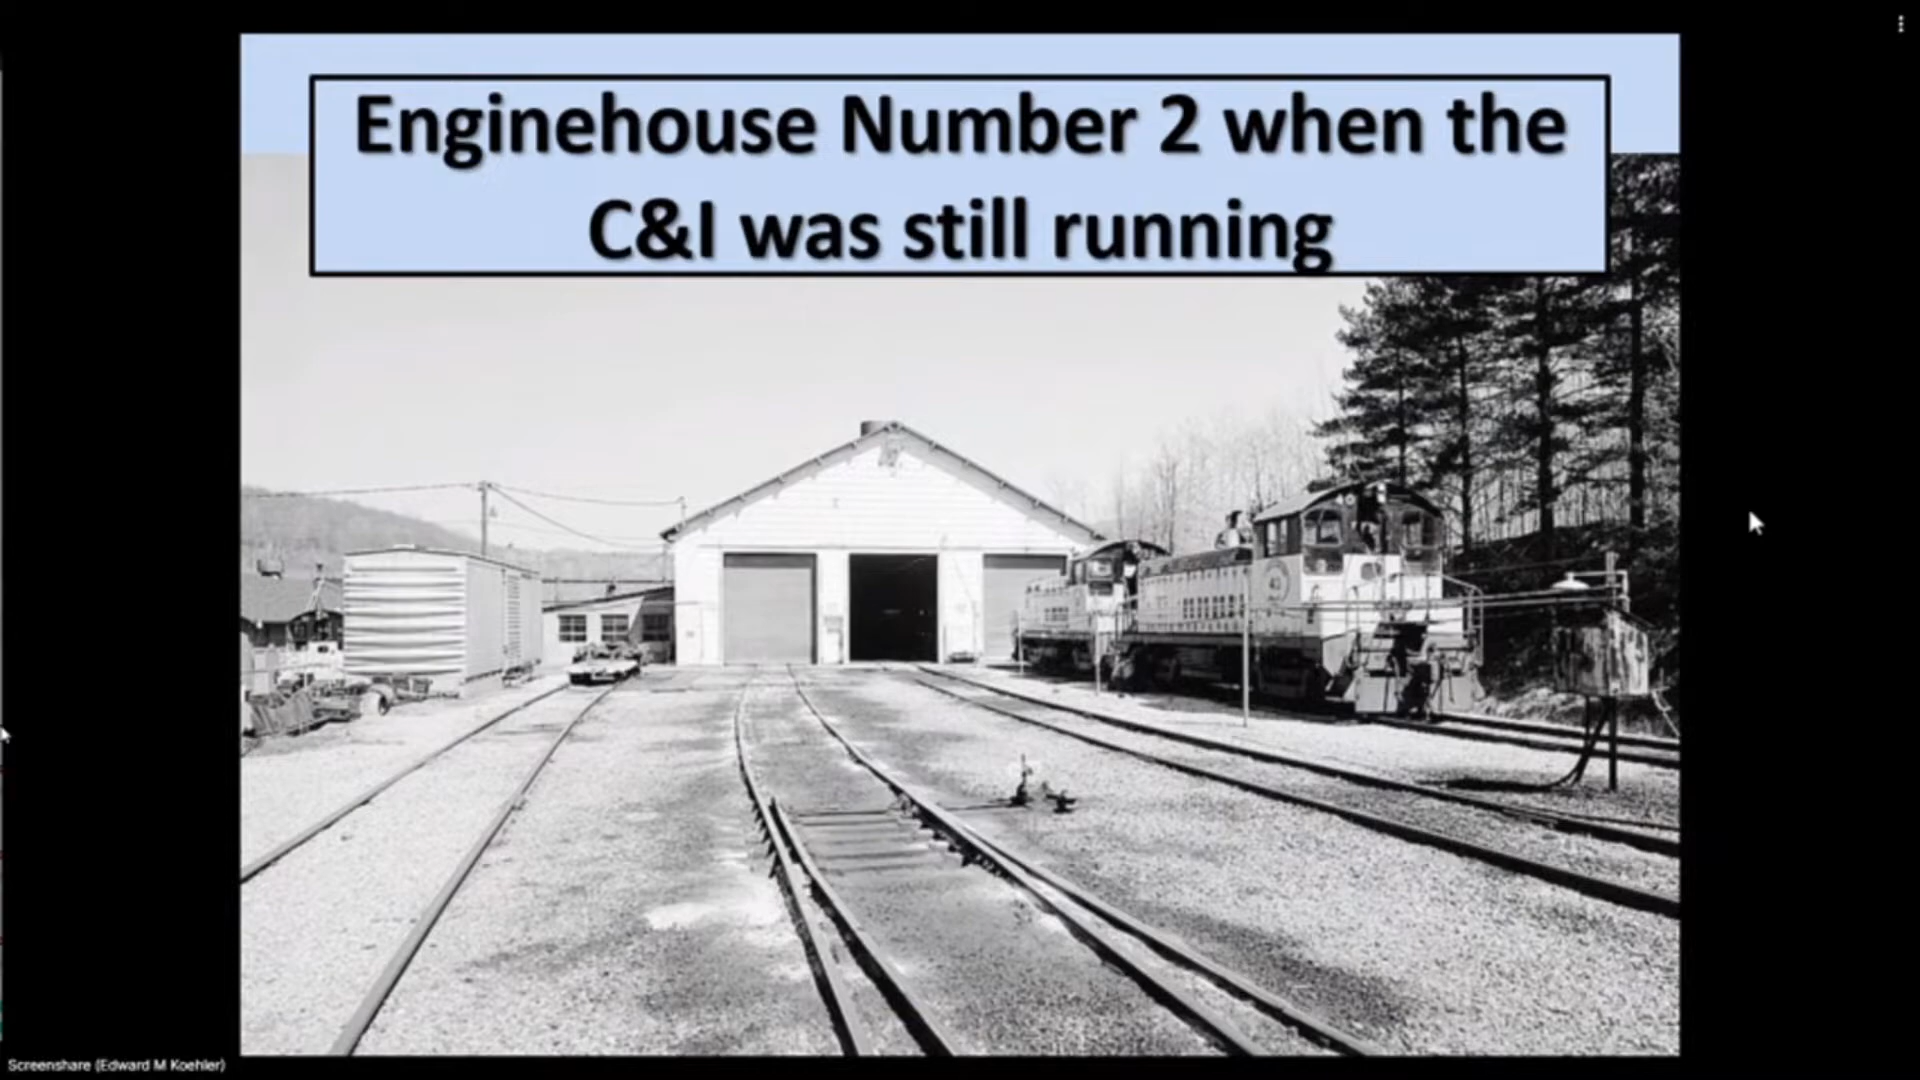 Enginehouse Number 2 when the
C&I was still running
Screenshare (Edward M Koehler)